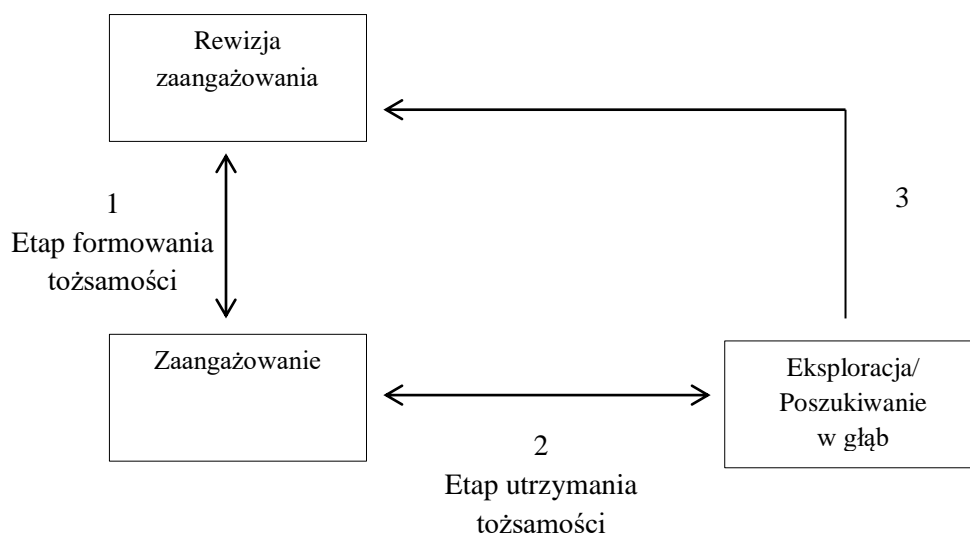 Rewizja
zaangażowania
1
Etap formowania
tożsamości
3
Zaangażowanie
Eksploracja/
Poszukiwanie
w głąb
2
Etap utrzymania
tożsamości